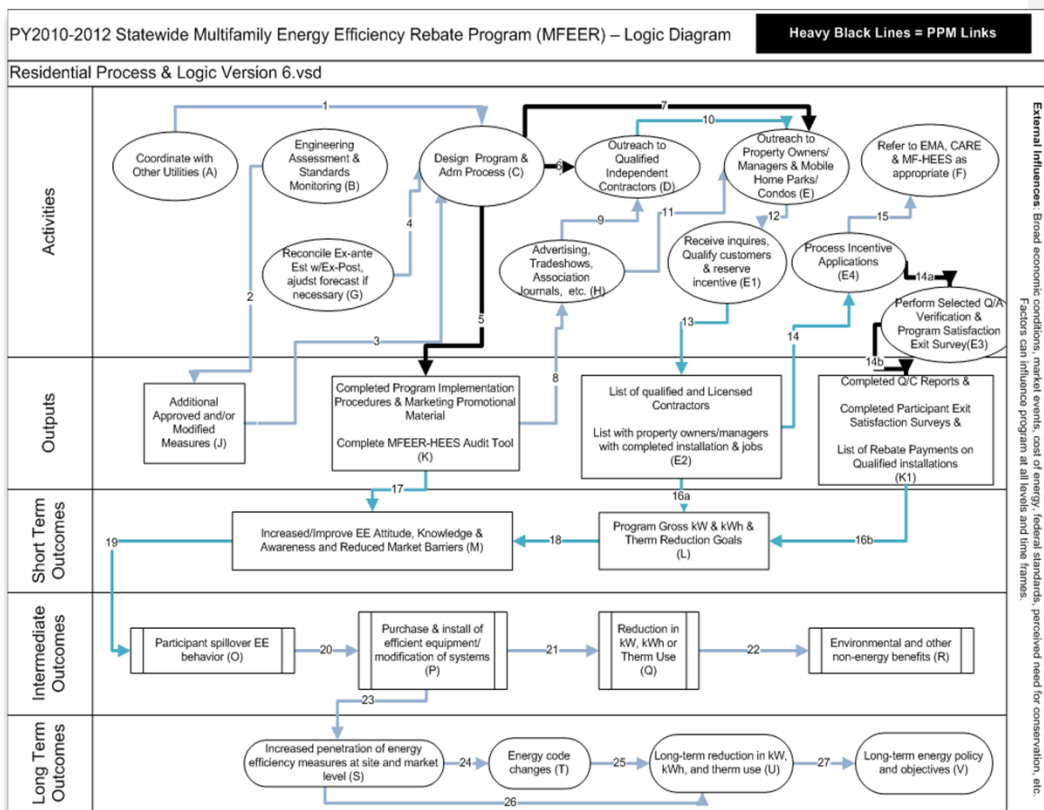 PY2010-2012 Statewide Multifamily Energy Efficiency Rebate Program (MFEER) – Logic Diagram
Heavy Black Lines = PPM Links
Residential Process & Logic Version 6.vsd
Activities
1
7
10
Coordinate with
Other Utilities (A)
Engineering
Assessment &
Standards
Monitoring (B)
Design Program &
Adm Process (C)
6
Outreach to
Qualified
Independent
Contractors (D)
Outreach to
Property Owners/
Managers & Mobile
Home Parks/
Condos (E)
Refer to EMA, CARE
& MF-HEES as
appropriate (F)
4
9
11
12
15
Reconcile Ex-ante
Est w/Ex-Post,
ajudst forecast if
necessary (G)
Advertising,
Tradeshows,
Association
Journals, etc. (H)
Receive inquires,
Qualify customers
& reserve
incentive (E1)
Process Incentive
Applications
(E4)
14a
Perform Selected Q/A
Verification &
Program Satisfaction
Exit Survey(E3)
2
3
5
8
13
14
14b
Outputs
Additional
Approved and/or
Modified
Measures (J)
Completed Program Implementation
Procedures & Marketing Promotional
Material
Complete MFEER-HEES Audit Tool
(K)
List of qualified and Licensed
Contractors
List with property owners/managers
with completed installation & jobs
(E2)
Completed Q/C Reports &
Completed Participant Exit
Satisfaction Surveys &
List of Rebate Payments on
Qualified installations
(K1)
17
16a
Short Term
Outcomes
19
Increased/Improve EE Attitude, Knowledge &
Awareness and Reduced Market Barriers (M)
18
Program Gross kW & kWh &
Therm Reduction Goals
(L)
16b
Intermediate
Outcomes
Participant spillover EE
behavior (O)
20
Purchase & install of
efficient equipment/
modification of systems
(P)
21
Reduction in
kW, kWh or
Therm Use
(Q)
22
Environmental and other
non-energy benefits (R)
23
Long Term
Outcomes
Increased penetration of energy
efficiency measures at site and market
level (S)
24
Energy code
changes (T)
25
Long-term reduction in kW,
kWh, and therm use (U)
27
Long-term energy policy
and objectives (V)
26
External Influences: Broad economic conditions, market events, cost of energy, federal standards, perceived need for conservation, etc.
Factors can influence program at all levels and time frames.